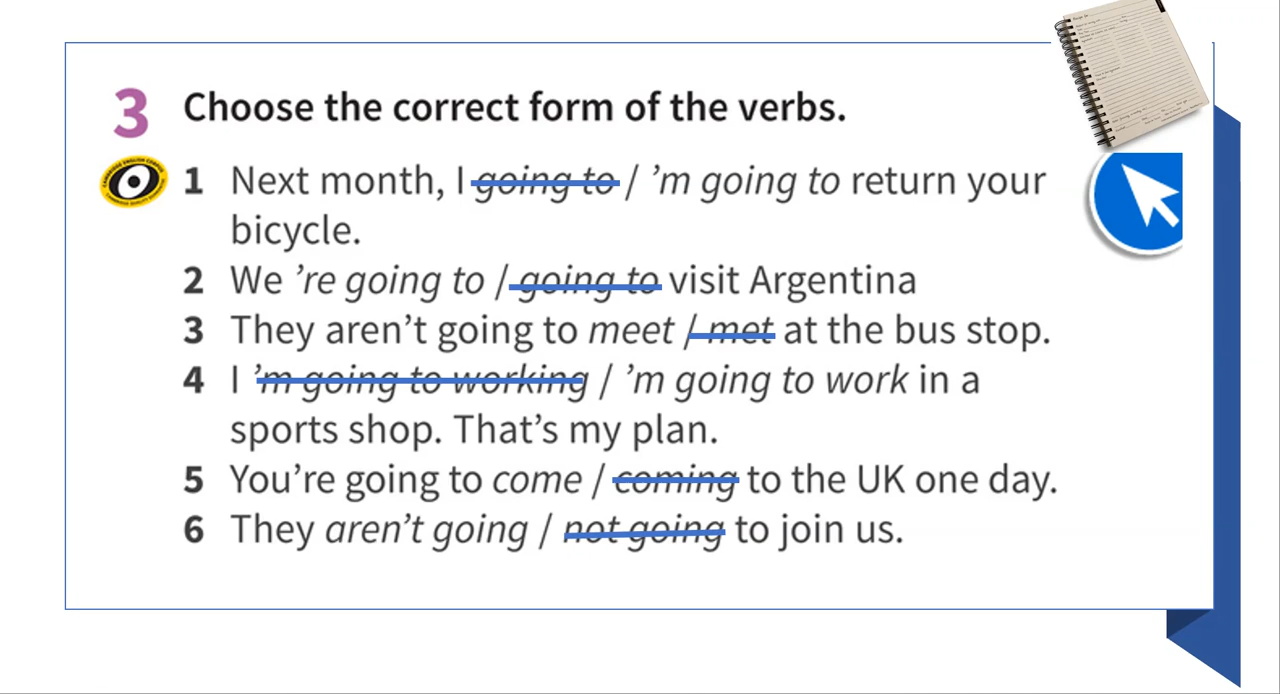 3 Choose the correct form of the verbs.
1 Next month, I going to / ’m going to return your
bicycle.
2 We ’re going to / going to visit Argentina
3 They aren’t going to meet / met at the bus stop.
4 I ’m going to working / ’m going to work in a
sports shop. That’s my plan.
5 You’re going to come / coming to the UK one day.
6 They aren’t going / not going to join us.